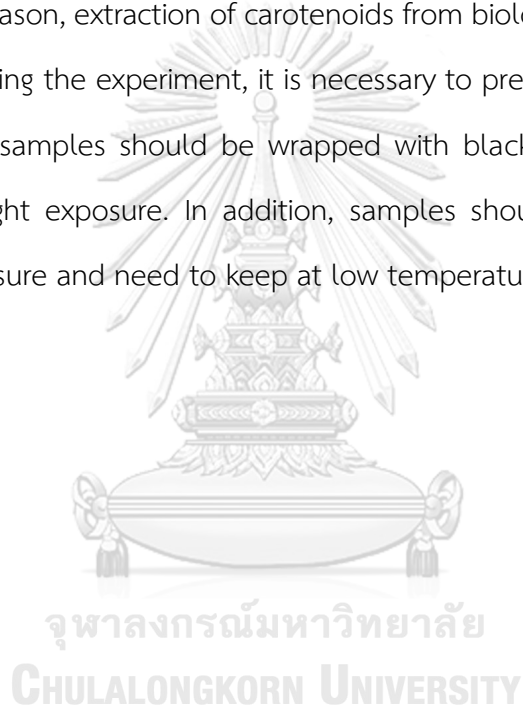 ason, extraction of carotenoids from biolo
ing the experiment, it is necessary to pre
samples should be wrapped with black
ght exposure. In addition, samples shou
sure and need to keep at low temperatu
จุฬาลงกรณ์มหาวิทยาลัย
CHULALONGKORN UNIVERSITY